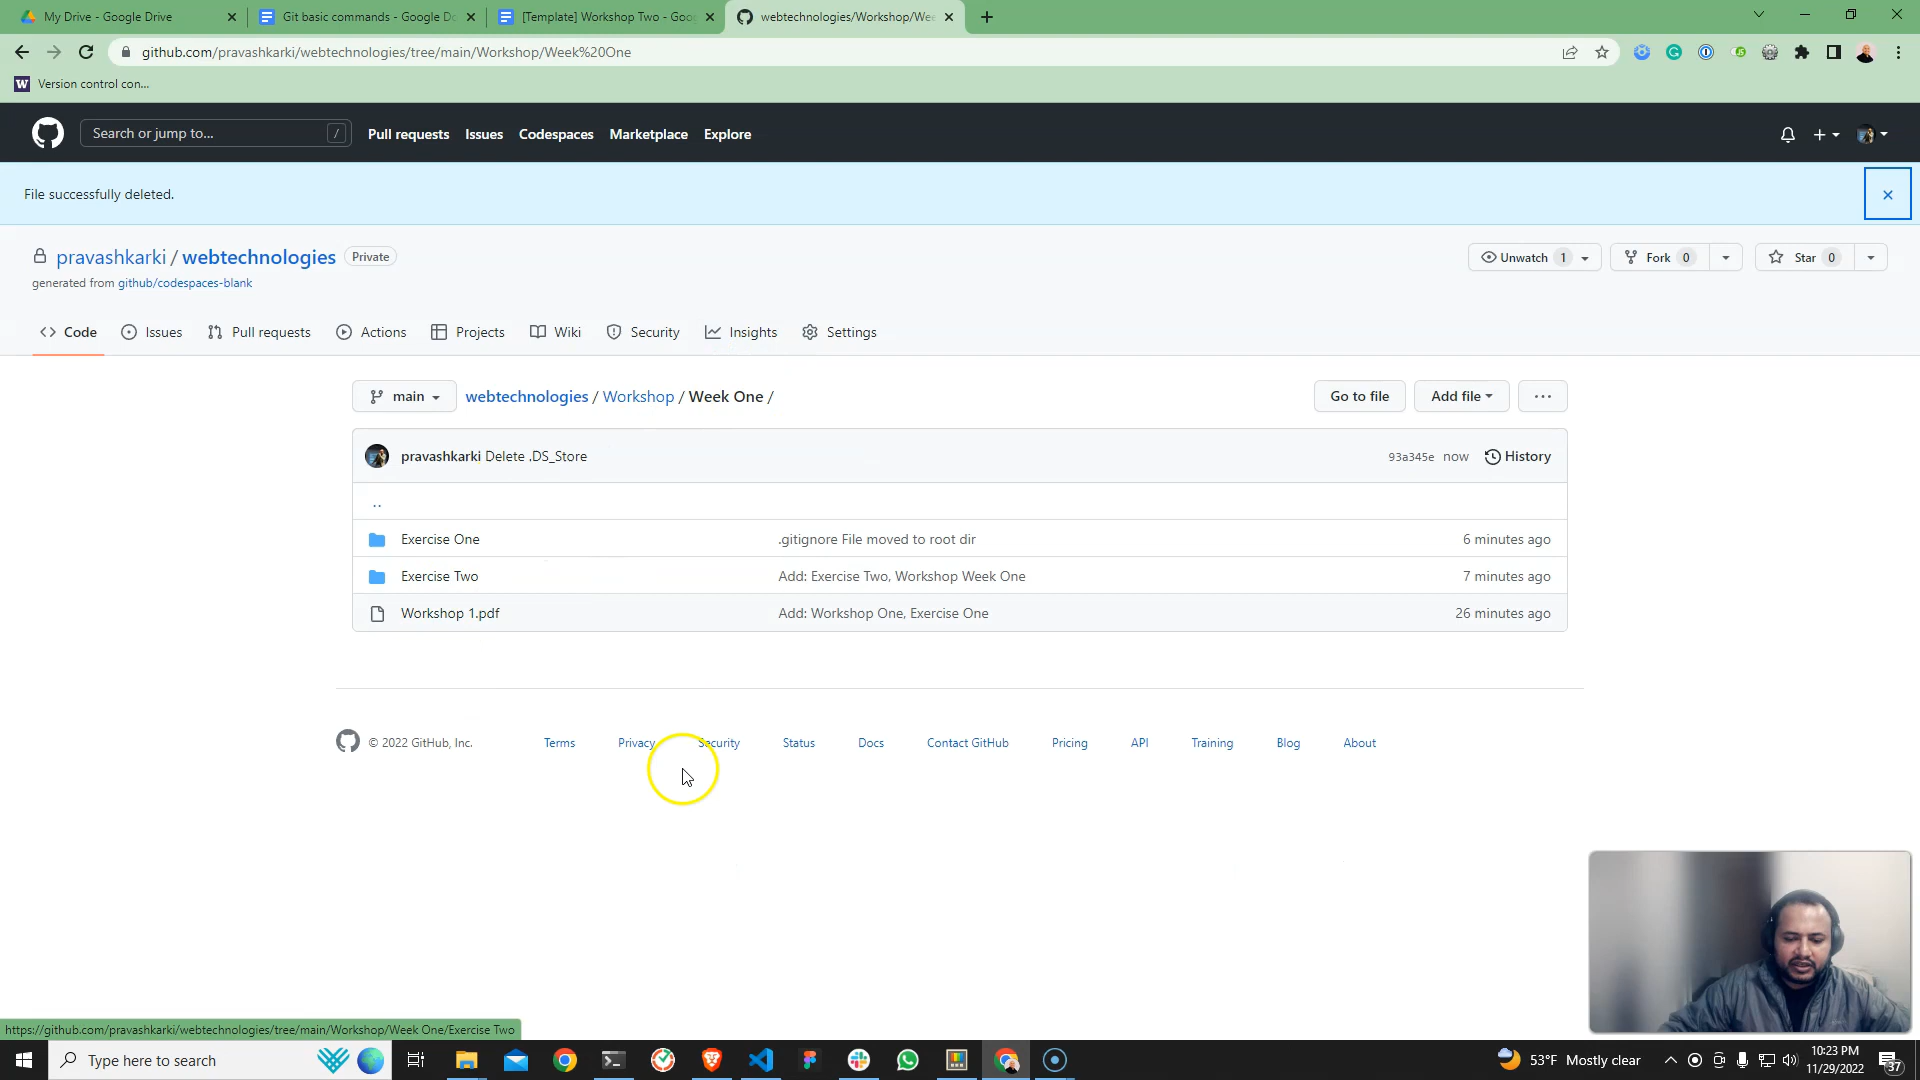 My Drive - Google Drive
Git basic commands - Google Do
[Template] Workshop Two - Goo
webtechnologies/Workshop/Wee
github.com/pravashkarki/webtechnologies/tree/main/Workshop/Week%20One
W Version control con...
Search or jump to... /
Pull requests Issues Codespaces Marketplace Explore
File successfully deleted.
pravashkarki / webtechnologies Private
Unwatch 1 Fork 0 Star 0
generated from github/codespaces-blank
Code Issues Pull requests Actions Projects Wiki Security Insights Settings
main webtechnologies / Workshop / Week One / Go to file Add file ...
pravashkarki Delete .DS_Store 93a345e now History
..
Exercise One .gitignore File moved to root dir 6 minutes ago
Exercise Two Add: Exercise Two, Workshop Week One 7 minutes ago
Workshop 1.pdf Add: Workshop One, Exercise One 26 minutes ago
© 2022 GitHub, Inc. Terms Privacy Security Status Docs Contact GitHub Pricing API Training Blog About
https://github.com/pravashkarki/webtechnologies/tree/main/Workshop/Week One/Exercise Two
Type here to search
53°F Mostly clear
10:23 PM
11/29/2022
37